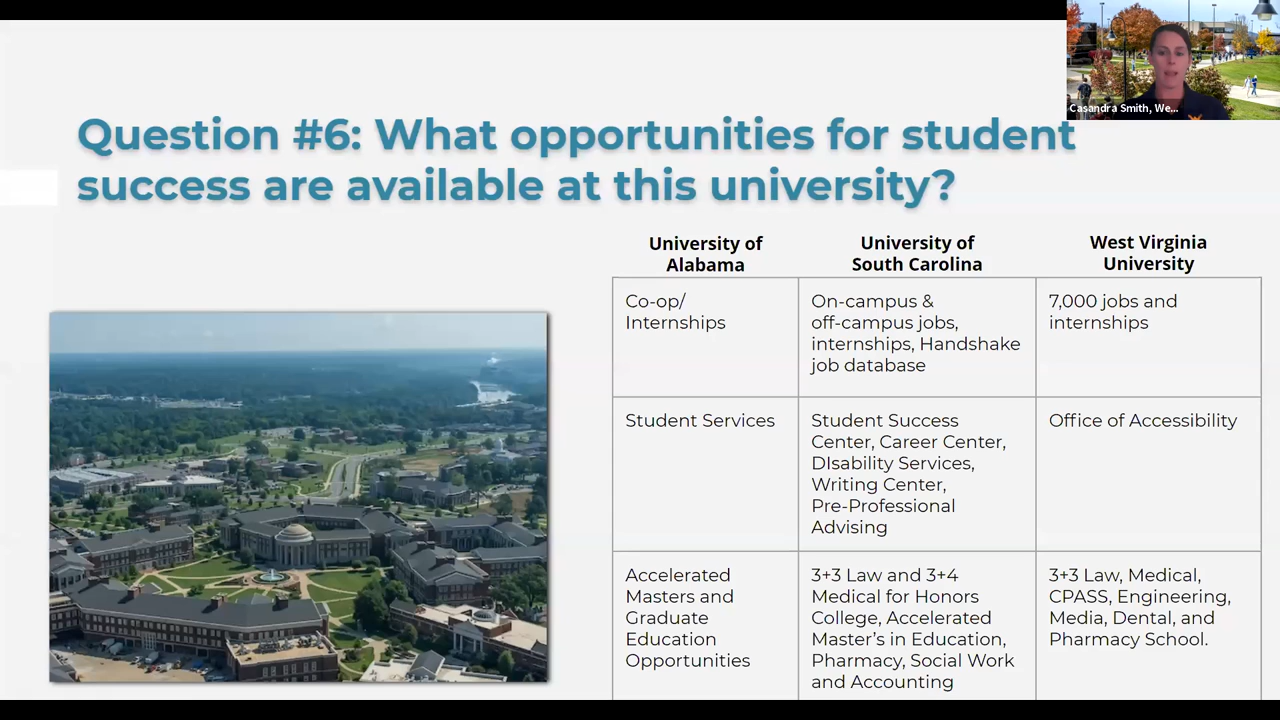 Casandra Smith, We...
Question #6: What opportunities for student
success are available at this university?
University of
Alabama
University of
South Carolina
West Virginia
University
Co-op/
Internships
On-campus &
off-campus jobs,
internships, Handshake
job database
7,000 jobs and
internships
Student Services
Student Success
Center, Career Center,
DIsability Services,
Writing Center,
Pre-Professional
Advising
Office of Accessibility
Accelerated
Masters and
Graduate
Education
Opportunities
3+3 Law and 3+4
Medical for Honors
College, Accelerated
Master's in Education,
Pharmacy, Social Work
and Accounting
3+3 Law, Medical,
CPASS, Engineering,
Media, Dental, and
Pharmacy School.